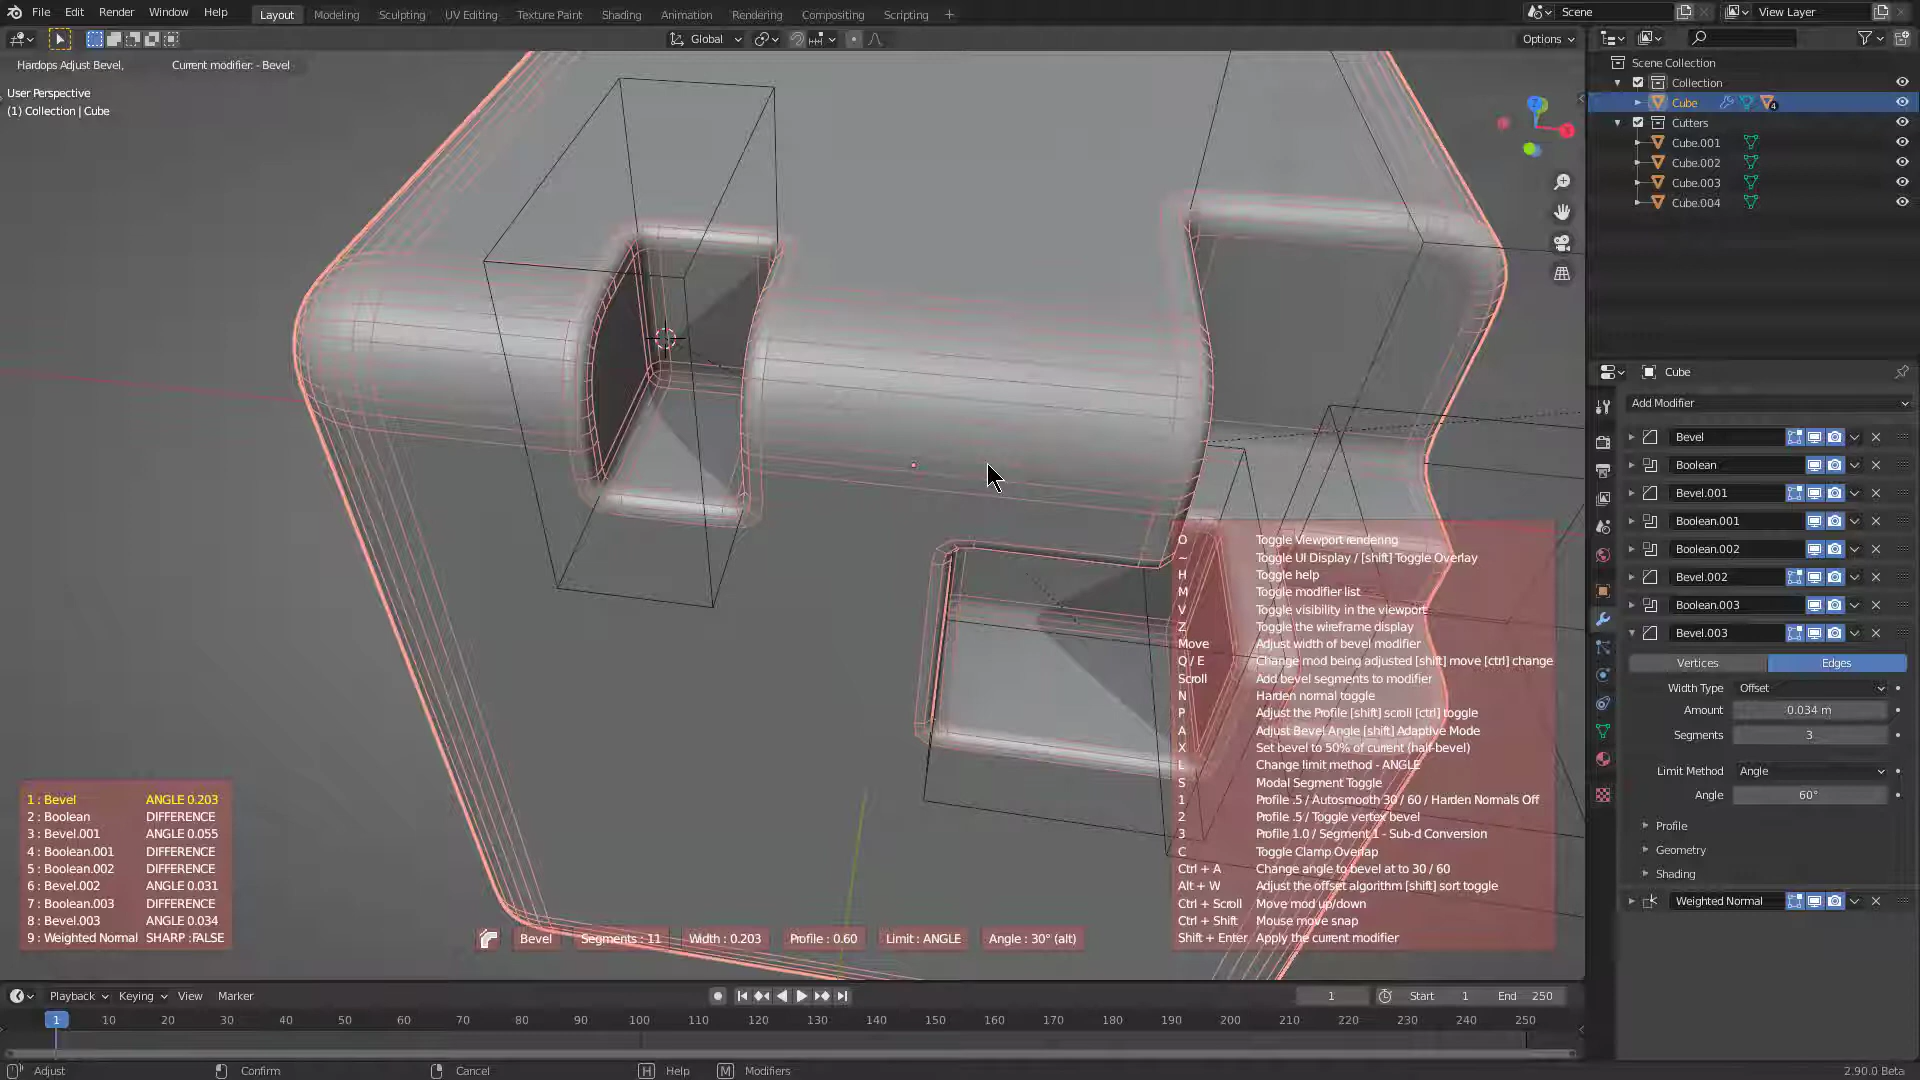 File Edit Render Window Help Layout Modeling Sculpting UV Editing Texture Paint Shading Animation Rendering Compositing Scripting + Scene View Layer
Global Options
Hardops Adjust Bevel, Current modifier: - Bevel
User Perspective
(1) Collection | Cube
Z
X
Scene Collection
Collection
Cube 4
Cutters
Cube.001
Cube.002
Cube.003
Cube.004
Cube
Add Modifier
Bevel
Boolean
Bevel.001
Boolean.001
Boolean.002
Bevel.002
Boolean.003
Bevel.003
Vertices Edges
Width Type Offset
Amount 0.034 m
Segments 3
Limit Method Angle
Angle 60°
Profile
Geometry
Shading
Weighted Normal
O Toggle Viewport rendering
~ Toggle UI Display / [shift] Toggle Overlay
H Toggle help
M Toggle modifier list
V Toggle visibility in the viewport
Z Toggle the wireframe display
Move Adjust width of bevel modifier
Q / E Change mod being adjusted [shift] move [ctrl] change
Scroll Add bevel segments to modifier
N Harden normal toggle
P Adjust the Profile [shift] scroll [ctrl] toggle
A Adjust Bevel Angle [shift] Adaptive Mode
X Set bevel to 50% of current (half-bevel)
L Change limit method - ANGLE
S Modal Segment Toggle
1 Profile .5 / Autosmooth 30 / 60 / Harden Normals Off
2 Profile .5 / Toggle vertex bevel
3 Profile 1.0 / Segment 1 - Sub-d Conversion
C Toggle Clamp Overlap
Ctrl + A Change angle to bevel at to 30 / 60
Alt + W Adjust the offset algorithm [shift] sort toggle
Ctrl + Scroll Move mod up/down
Ctrl + Shift Mouse move snap
Shift + Enter Apply the current modifier
1 : Bevel ANGLE 0.203
2 : Boolean DIFFERENCE
3 : Bevel.001 ANGLE 0.055
4 : Boolean.001 DIFFERENCE
5 : Boolean.002 DIFFERENCE
6 : Bevel.002 ANGLE 0.031
7 : Boolean.003 DIFFERENCE
8 : Bevel.003 ANGLE 0.034
9 : Weighted Normal SHARP :FALSE
Bevel Segments : 11 Width : 0.203 Profile : 0.60 Limit : ANGLE Angle : 30° (alt)
Playback Keying View Marker 1 Start 1 End 250
1 10 20 30 40 50 60 70 80 90 100 110 120 130 140 150 160 170 180 190 200 210 220 230 240 250
Adjust Confirm Cancel H Help M Modifiers 2.90.0 Beta